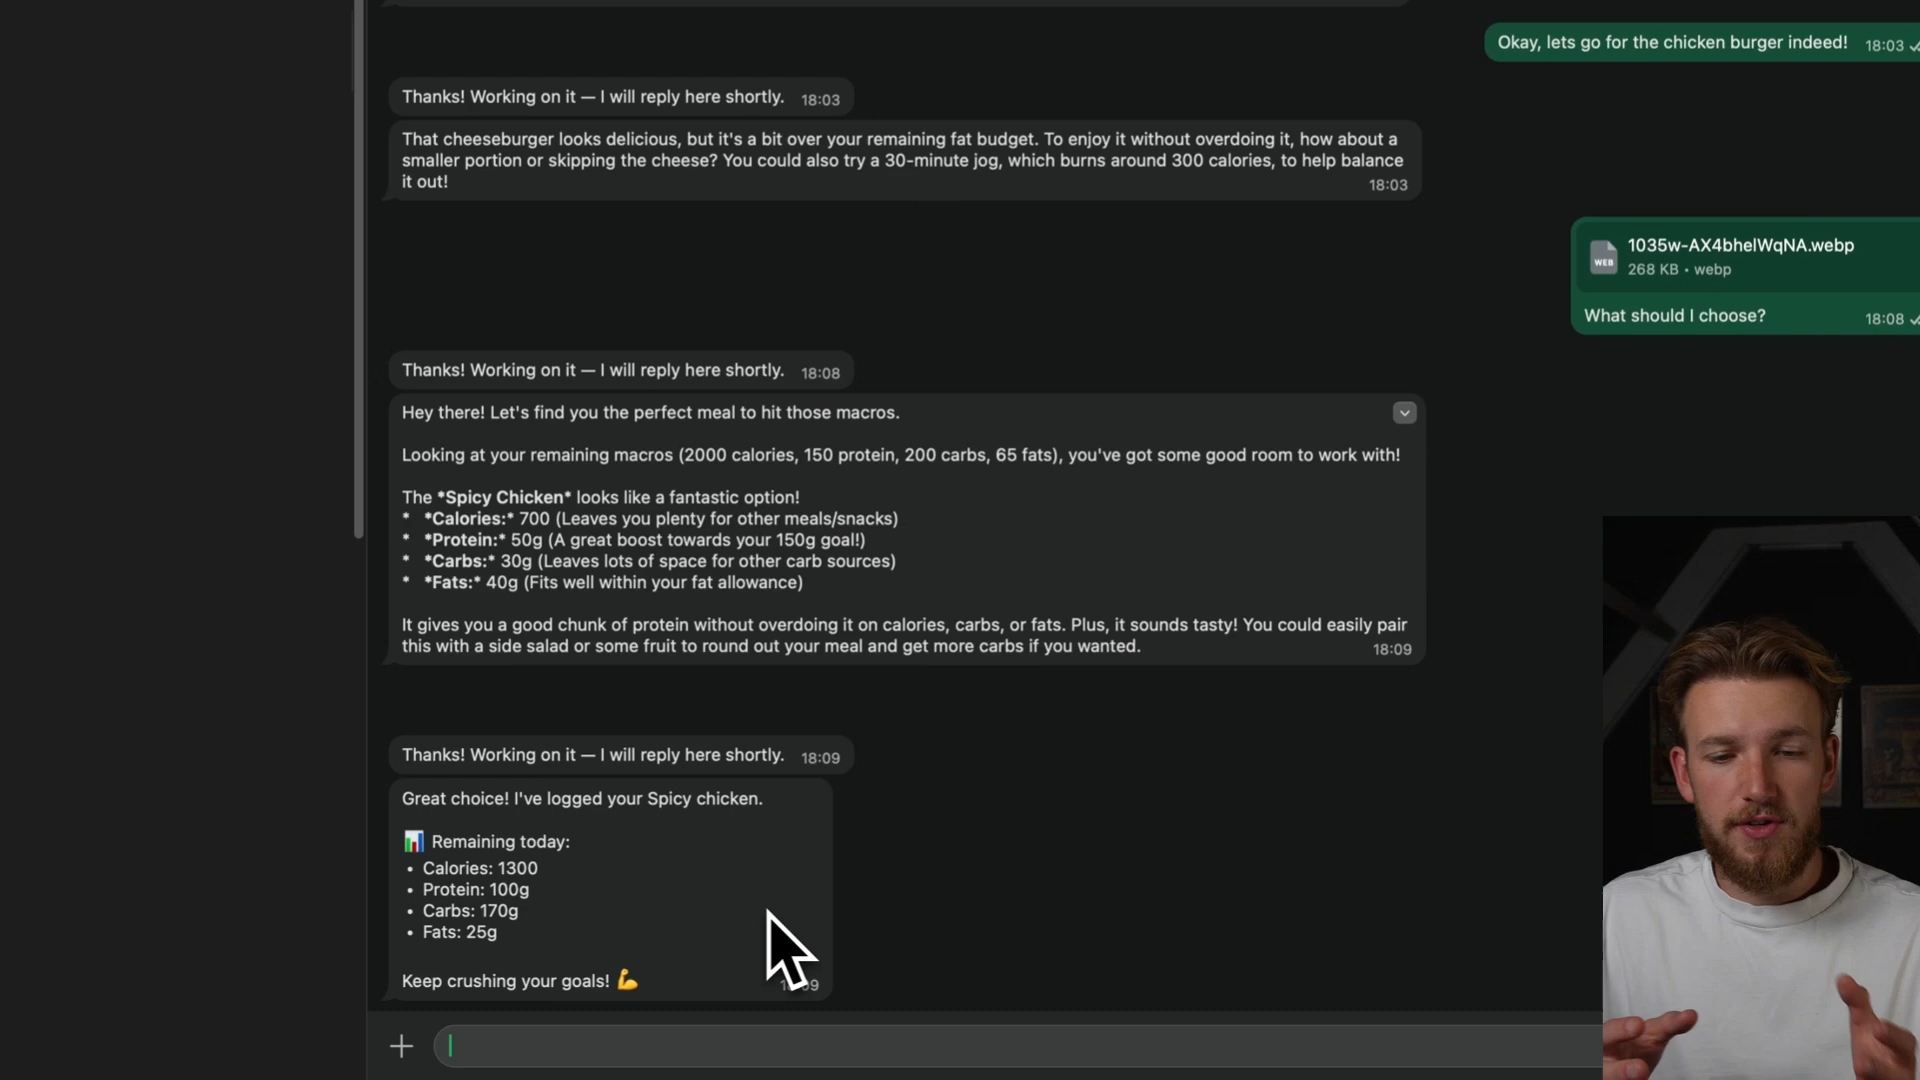 Okay, lets go for the chicken burger indeed! 18:03
Thanks! Working on it — I will reply here shortly. 18:03
That cheeseburger looks delicious, but it's a bit over your remaining fat budget. To enjoy it without overdoing it, how about a
smaller portion or skipping the cheese? You could also try a 30-minute jog, which burns around 300 calories, to help balance
it out! 18:03
1035w-AX4bhelWqNA.webp
WEB
268 KB • webp
What should I choose? 18:08
Thanks! Working on it — I will reply here shortly. 18:08
Hey there! Let's find you the perfect meal to hit those macros.
Looking at your remaining macros (2000 calories, 150 protein, 200 carbs, 65 fats), you've got some good room to work with!
The *Spicy Chicken* looks like a fantastic option!
* *Calories:* 700 (Leaves you plenty for other meals/snacks)
* *Protein:* 50g (A great boost towards your 150g goal!)
* *Carbs:* 30g (Leaves lots of space for other carb sources)
* *Fats:* 40g (Fits well within your fat allowance)
It gives you a good chunk of protein without overdoing it on calories, carbs, or fats. Plus, it sounds tasty! You could easily pair
this with a side salad or some fruit to round out your meal and get more carbs if you wanted. 18:09
Thanks! Working on it — I will reply here shortly. 18:09
Great choice! I've logged your Spicy chicken.
📊 Remaining today:
• Calories: 1300
• Protein: 100g
• Carbs: 170g
• Fats: 25g
Keep crushing your goals! 💪